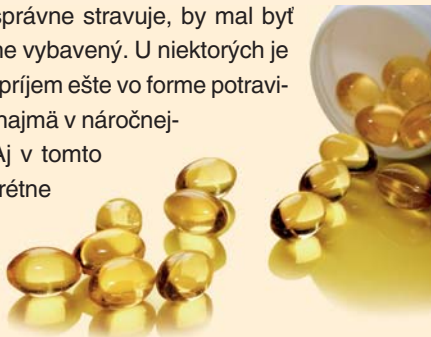 správne stravuje, by mal byť
ne vybavený. U niektorých je
príjem ešte vo forme potravi-
najmä v náročnej-
Aj v tomto
rétne